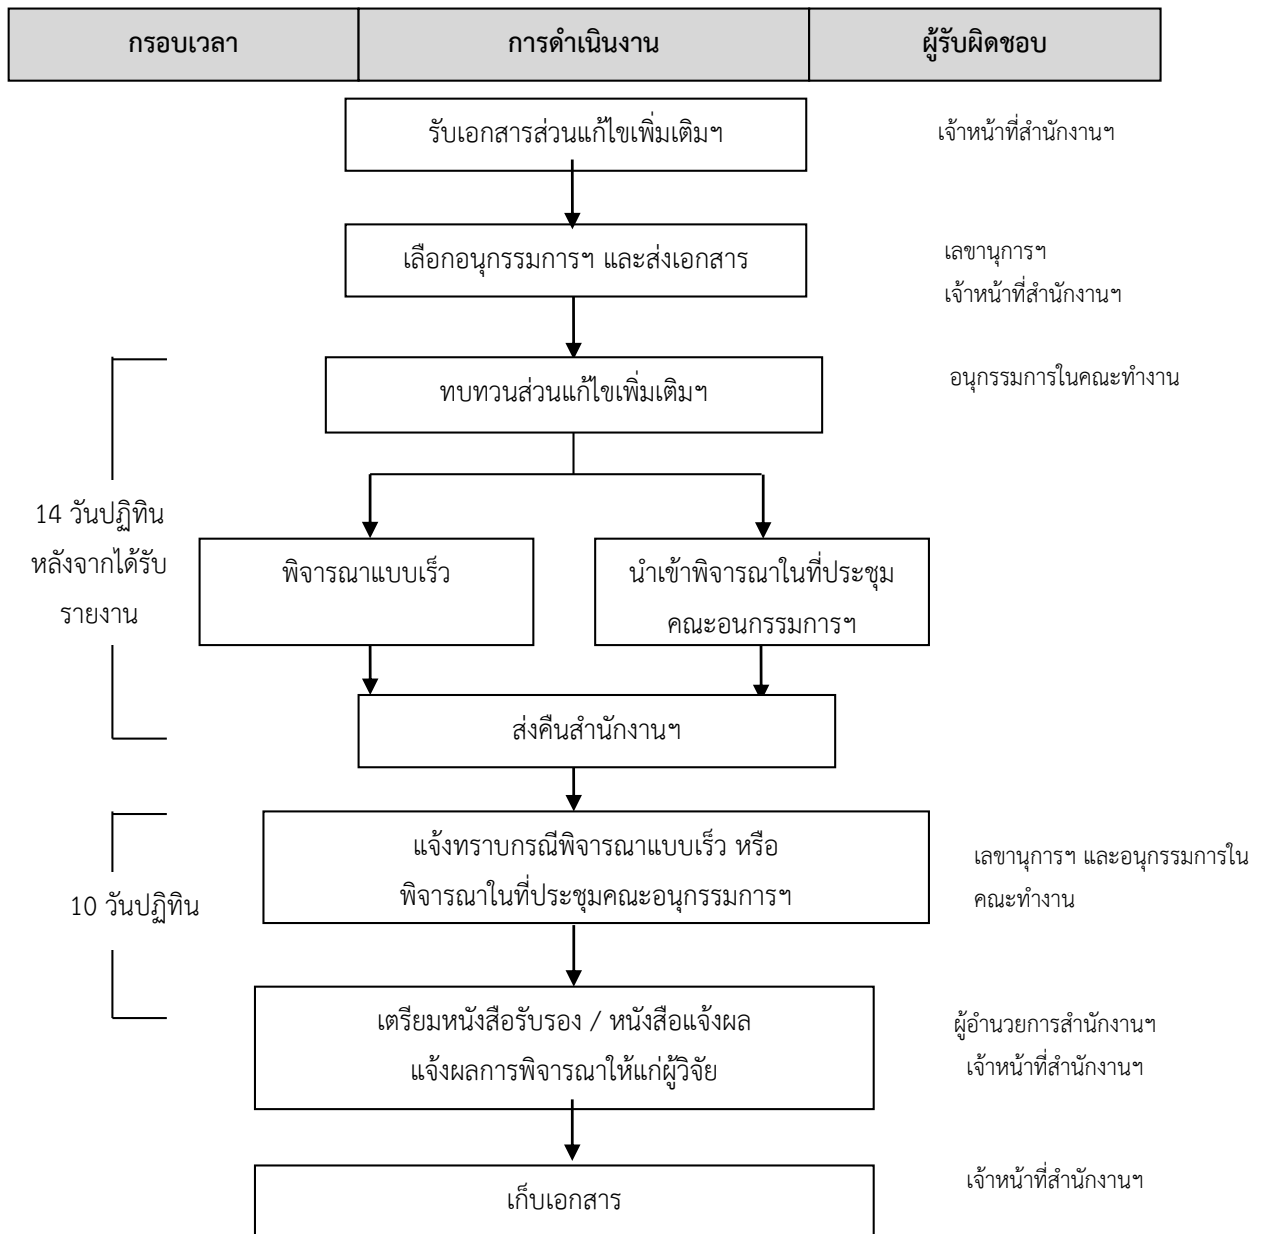 กรอบเวลา
การดำเนินงาน
ผู้รับผิดชอบ
รับเอกสารส่วนแก้ไขเพิ่มเติมฯ
เจ้าหน้าที่สำนักงานฯ
เลือกอนุกรรมการฯ และส่งเอกสาร
เลขานุการฯ
เจ้าหน้าที่สำนักงานฯ
ทบทวนส่วนแก้ไขเพิ่มเติมฯ
อนุกรรมการในคณะทำงาน
14 วันปฏิทิน
หลังจากได้รับ
รายงาน
พิจารณาแบบเร็ว
นำเข้าพิจารณาในที่ประชุม
คณะอนกรรมการฯ
ส่งคืนสำนักงานฯ
10 วันปฏิทิน
แจ้งทราบกรณีพิจารณาแบบเร็ว หรือ
พิจารณาในที่ประชุมคณะอนุกรรมการฯ
เลขานุการฯ และอนุกรรมการใน
คณะทำงาน
เตรียมหนังสือรับรอง / หนังสือแจ้งผล
แจ้งผลการพิจารณาให้แก่ผู้วิจัย
ผู้อำนวยการสำนักงานฯ
เจ้าหน้าที่สำนักงานฯ
เก็บเอกสาร
เจ้าหน้าที่สำนักงานฯ